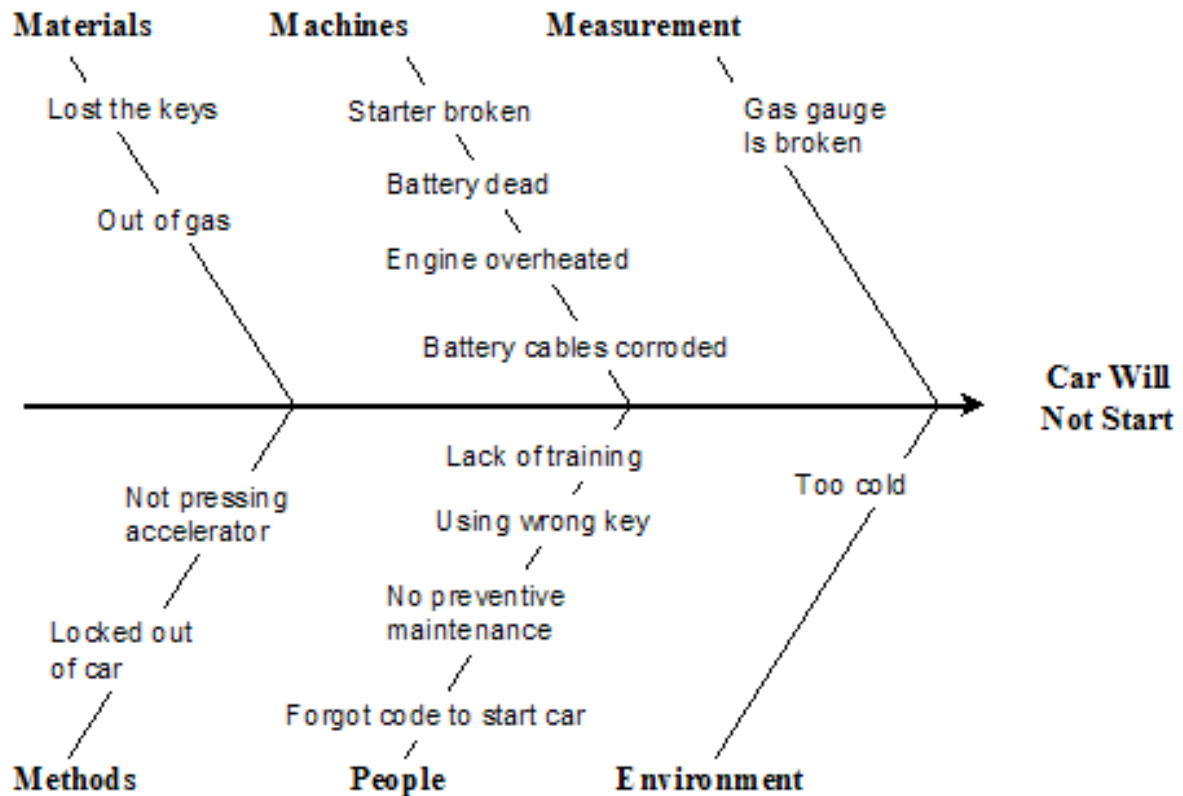 Materials
Machines
Measurement
Lost the keys
Starter broken
Gas gauge
Is broken
Battery dead
Out of gas
Engine overheated
Battery cables corroded
Car Will
Not Start
Lack of training
Too cold
Not pressing
accelerator
Using wrong key
No preventive
maintenance
Locked out
of car
Forgot code to start car
Methods
People
Environment